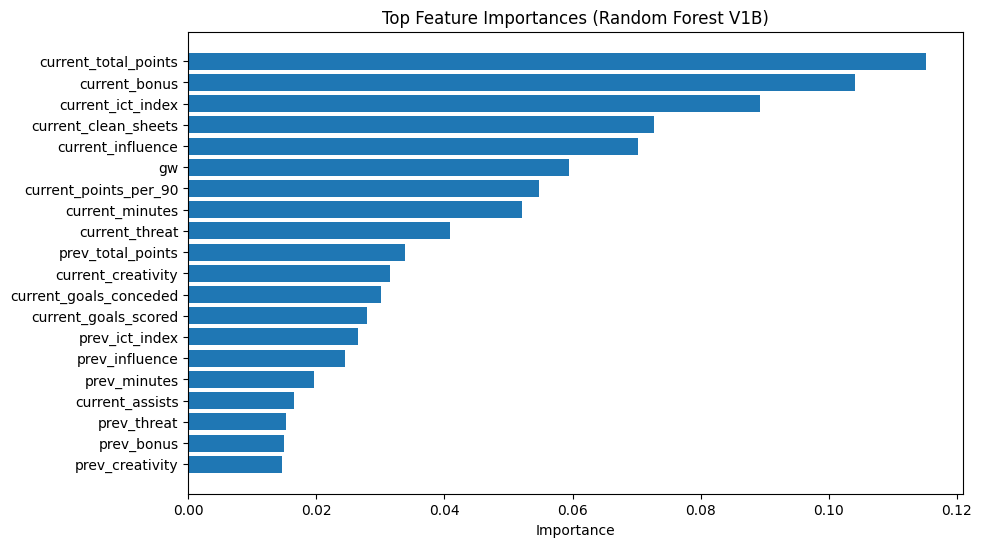 Top Feature Importances (Random Forest V1B)
current_total_points
current_bonus
current_ict_index
current_clean_sheets
current_influence
gw
current_points_per_90
current_minutes
current_threat
prev_total_points
current_creativity
current_goals_conceded
current_goals_scored
prev_ict_index
prev_influence
prev_minutes
current_assists
prev_threat
prev_bonus
prev_creativity
0.00 0.02 0.04 0.06 0.08 0.10 0.12
Importance